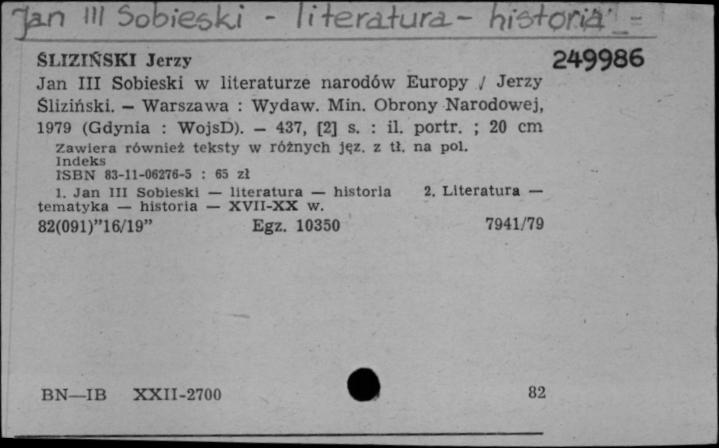 Jan III Sobieski - literatura - historia =
ŚLIZIŃSKI Jerzy 249986
Jan III Sobieski w literaturze narodów Europy / Jerzy
Śliziński. — Warszawa : Wydaw. Min. Obrony Narodowej,
1979 (Gdynia : WojsD). — 437, [2] s. : il. portr. ; 20 cm
Zawiera również teksty w różnych jęz. z tł. na pol.
Indeks
ISBN 83-11-06276-5 : 65 zł
1. Jan III Sobieski — literatura — historia 2. Literatura —
tematyka — historia — XVII-XX w.
82(091)”16/19” Egz. 10350 7941/79
BN—IB XXII-2700 82